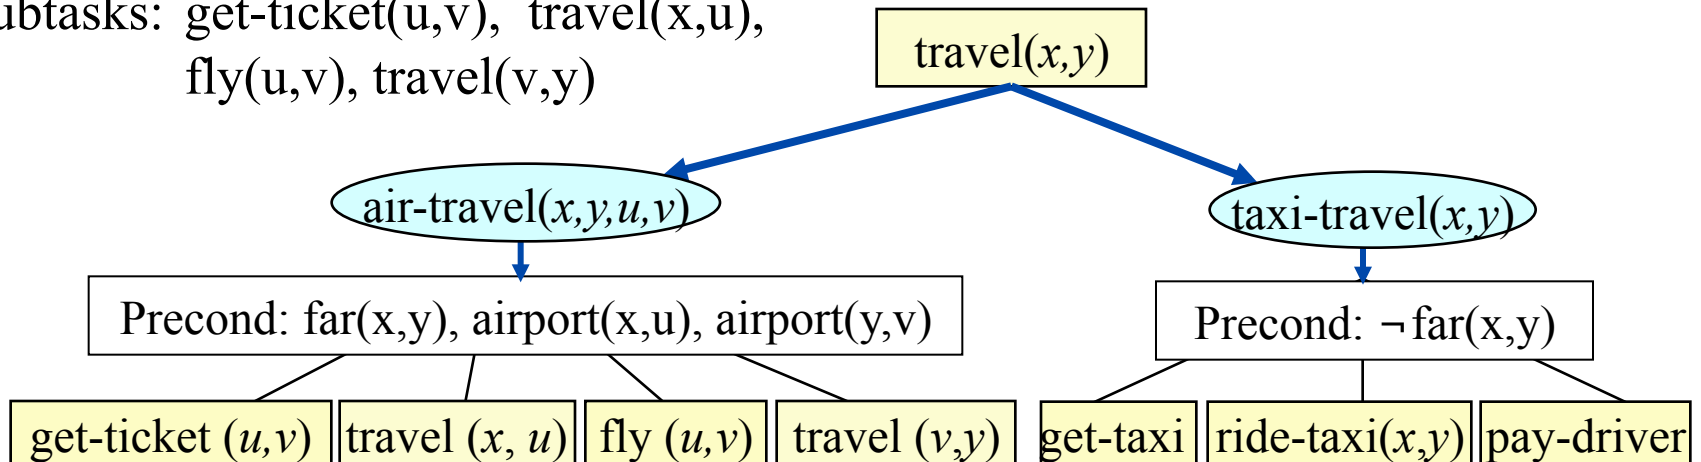 ubtasks: get-ticket(u,v), travel(x,u),
fly(u,v), travel(v,y)
travel(x,y)
air-travel(x,y,u,v)
taxi-travel(x,y)
Precond: far(x,y), airport(x,u), airport(y,v)
Precond: ¬far(x,y)
get-ticket (u,v)
travel (x, u)
fly (u,v)
travel (v,y)
get-taxi
ride-taxi(x,y)
pay-driver